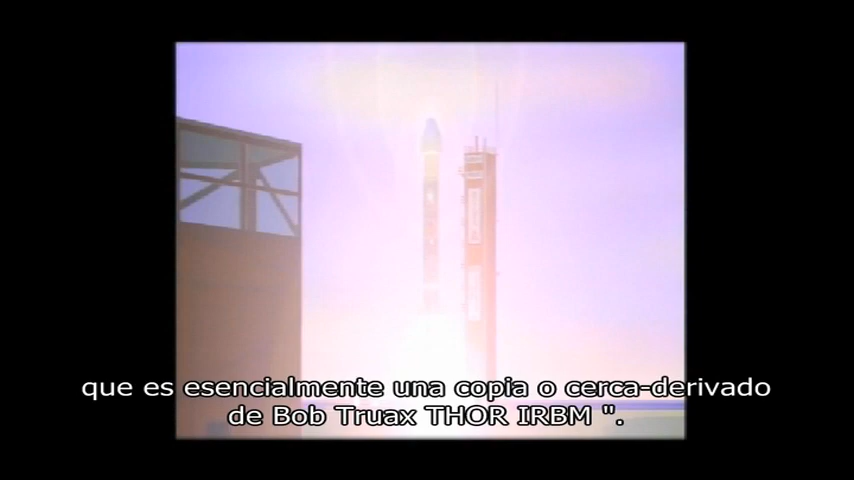 que es esencialmente una copia o cerca-derivado
de Bob Truax THOR IRBM ".